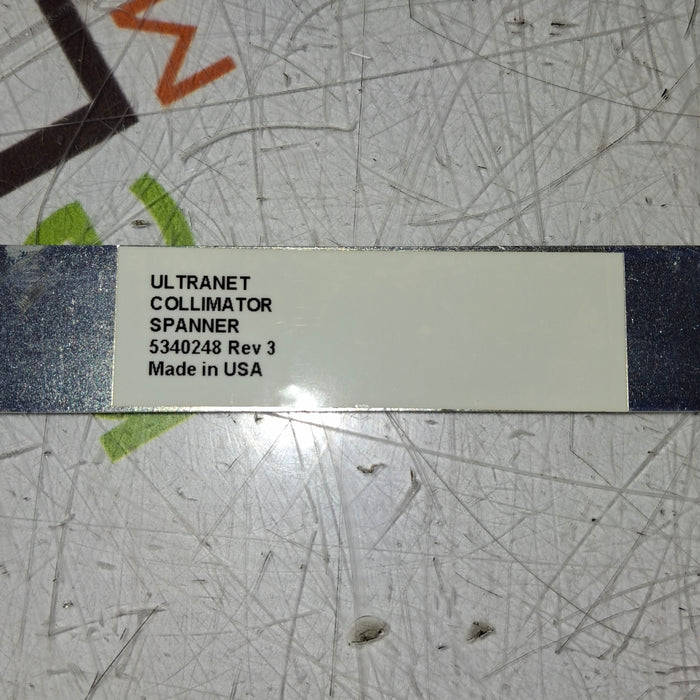 ULTRANET
COLLIMATOR
SPANNER
5340248 Rev 3
Made in USA